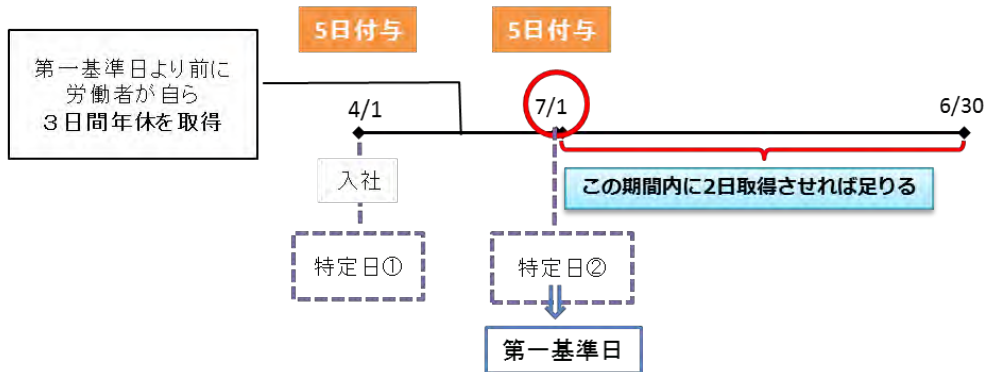 5日付与
5日付与
第一基準日より前に
労働者が自ら
３日間年休を取得
4/1
7/1
6/30
入社
この期間内に2日取得させれば足りる
特定日①
特定日②
第一基準日